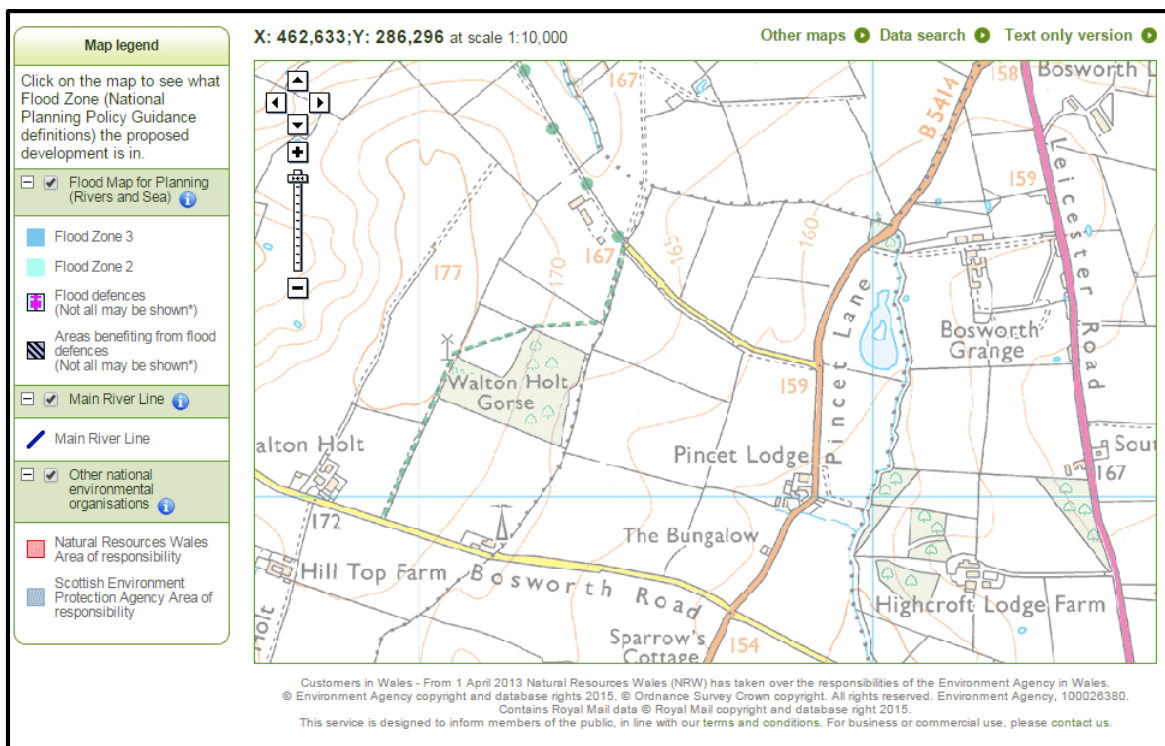 Map legend
Click on the map to see what
Flood Zone (National
Planning Policy Guidance
definitions) the proposed
development is in.
Flood Map for Planning
(Rivers and Sea)
Flood Zone 3
Flood Zone 2
Flood defences
(Not all may be shown*)
Areas benefiting from flood
defences
(Not all may be shown*)
Main River Line
Main River Line
Other national
environmental
organisations
Natural Resources Wales
Area of responsibility
Scottish Environment
Protection Agency Area of
responsibility
X: 462,633;Y: 286,296 at scale 1:10,000
Other maps Data search Text only version
167
158
Bosworth L
B5414
Leicester Road
159
177
167
170
165
160
Pincet Lane
Bosworth
Grange
Walton Holt
Gorse
159
alton Holt
Pincet Lodge
Sout
167
172
The Bungalow
Hill Top Farm
Bosworth Road
Highcroft Lodge Farm
Holt
Sparrow's
Cottage
154
Customers in Wales - From 1 April 2013 Natural Resources Wales (NRW) has taken over the responsibilities of the Environment Agency in Wales.
© Environment Agency copyright and database rights 2015. © Ordnance Survey Crown copyright. All rights reserved. Environment Agency, 100026380.
Contains Royal Mail data © Royal Mail copyright and database right 2015.
This service is designed to inform members of the public, in line with our terms and conditions. For business or commercial use, please contact us.